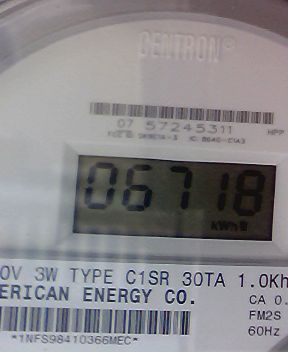 CENTRON®
07 57245311 HPP
06718
kWh
0V 3W TYPE C1SR 30TA 1.0Kh
ERICAN ENERGY CO.
CA 0.
FM2S
60Hz
*1NFS98410366MEC*